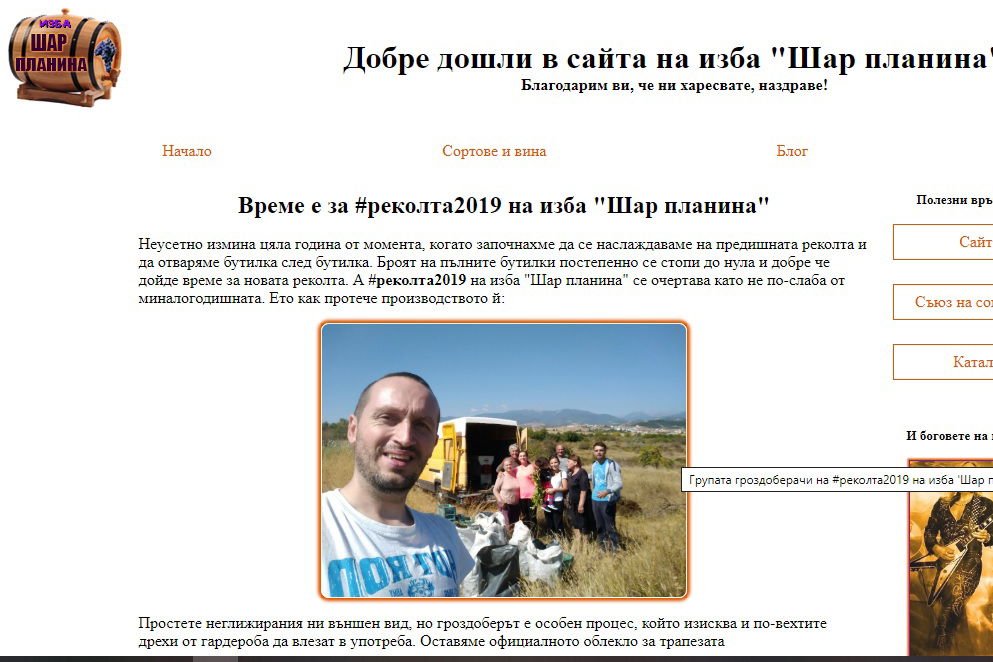 ИЗБА
ШАР
ПЛАНИНА
Добре дошли в сайта на изба "Шар планина"
Благодарим ви, че ни харесвате, наздраве!
Начало
Сортове и вина
Блог
Време е за #реколта2019 на изба "Шар планина"
Неусетно измина цяла година от момента, когато започнахме да се наслаждаваме на предишната реколта и
да отваряме бутилка след бутилка. Броят на пълните бутилки постепенно се стопи до нула и добре че
дойде време за новата реколта. А #реколта2019 на изба "Шар планина" се очертава като не по-слаба от
миналогодишната. Ето как протече производството ѝ:
Групата гроздоберачи на #реколта2019 на изба 'Шар
Простете неглижирания ни външен вид, но гроздоберът е особен процес, който изисква и по-вехтите
дрехи от гардероба да влезат в употреба. Оставяме официалното облекло за трапезата
Полезни
Сайт
Съюз на
И боговете на